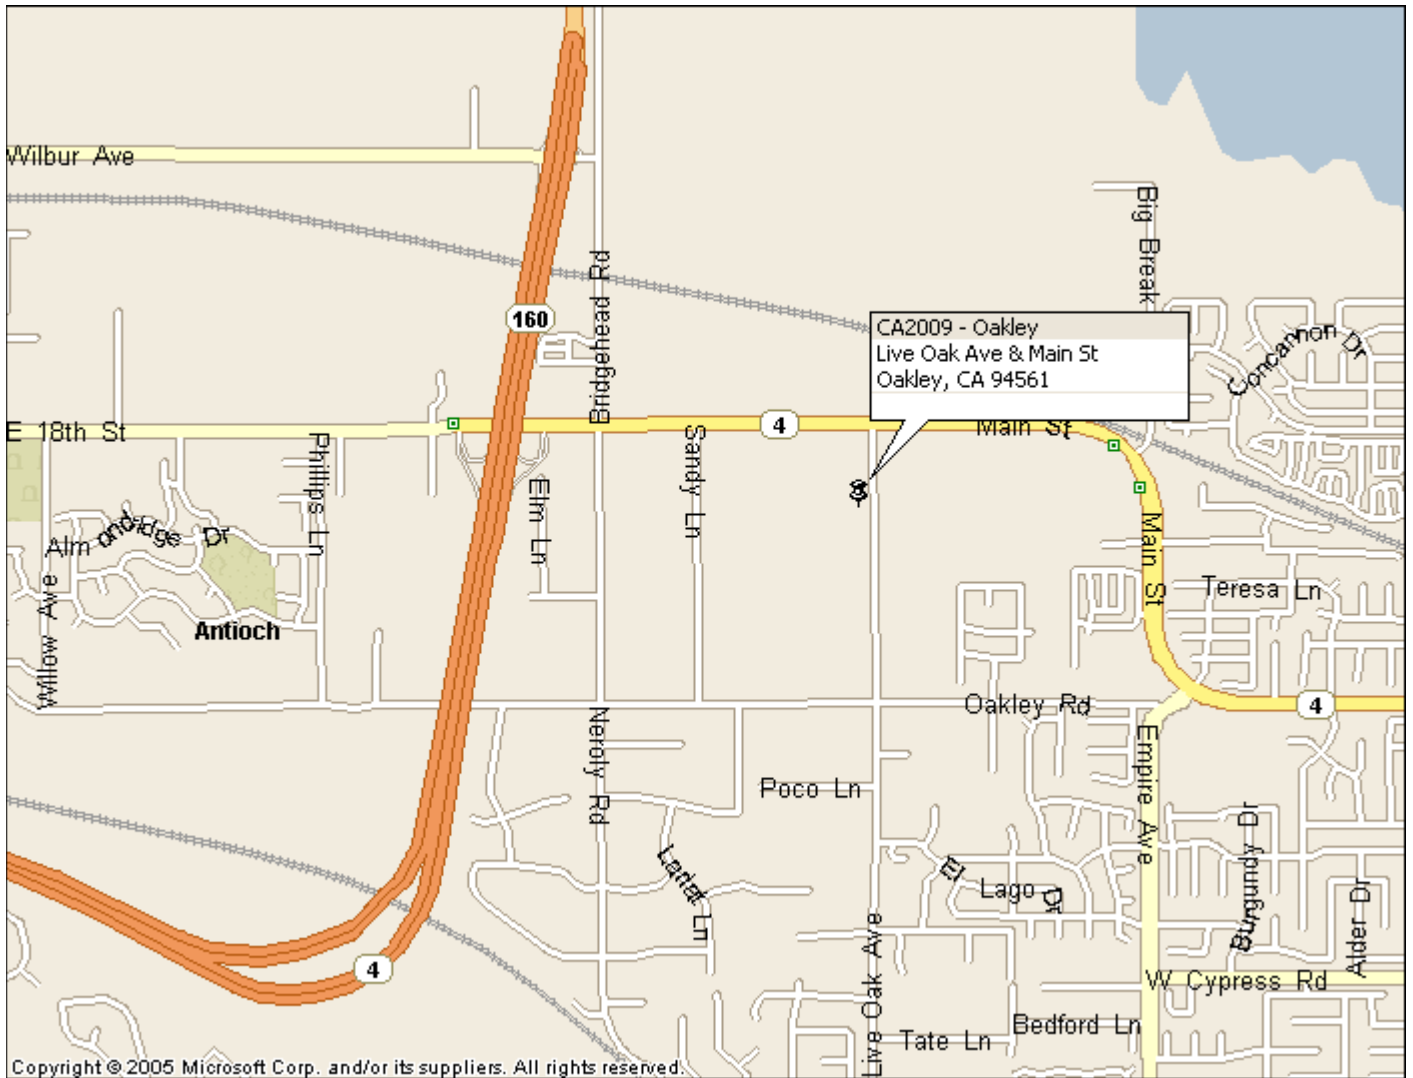 Wilbur Ave
Big Break
Bridgehead Rd
160
CA2009 - Oakley
Live Oak Ave & Main St
Oakley, CA 94561
Concannon Dr
E 18th St
4
Main St
Phillips Ln
Sandy Ln
Elm Ln
Almondridge Dr
Main St
Willow Ave
Teresa Ln
Antioch
Oakley Rd
4
Neroly Rd
Empire Ave
Poco Ln
Lariat Ln
El Lago Dr
Burgundy Dr
Alder Dr
Live Oak Ave
4
W Cypress Rd
Bedford Ln
Tate Ln
Copyright © 2005 Microsoft Corp. and/or its suppliers. All rights reserved.